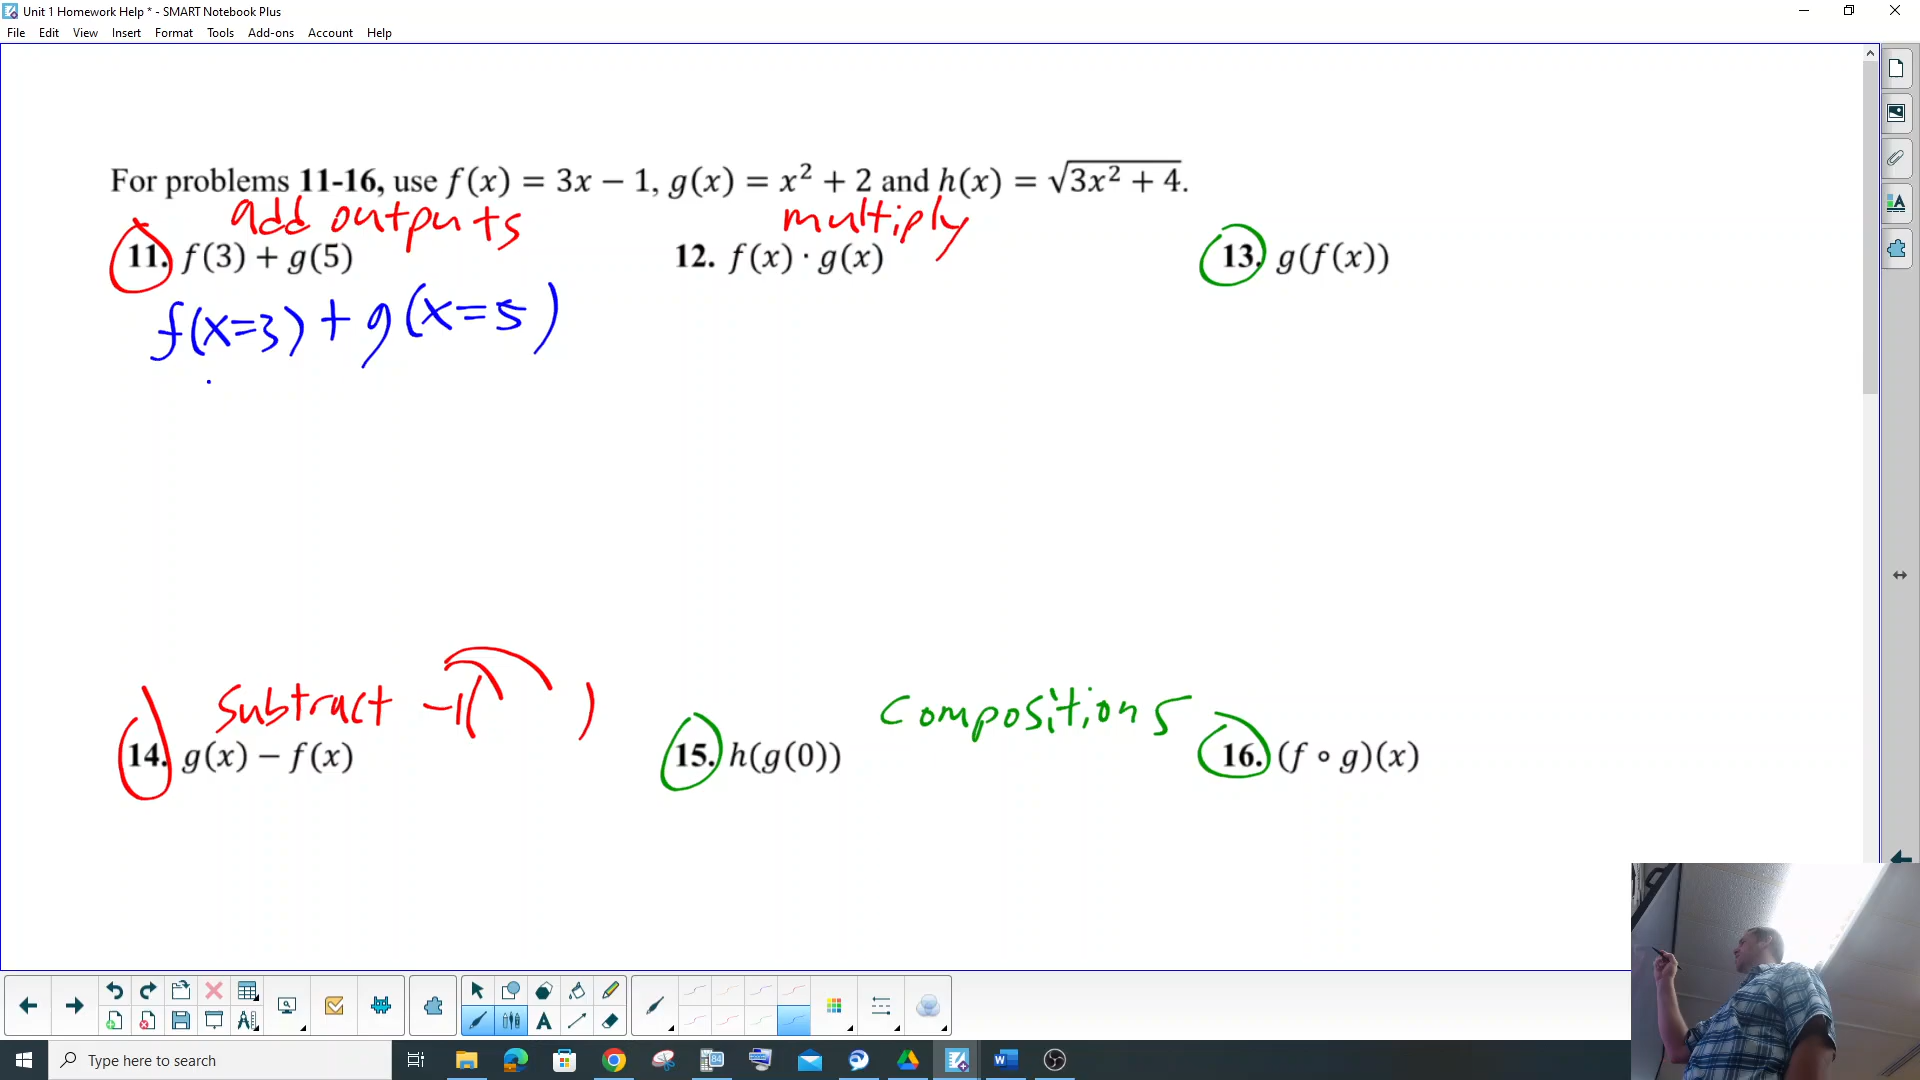 Unit 1 Homework Help * - SMART Notebook Plus
File Edit View Insert Format Tools Add-ons Account Help
For problems 11-16, use f(x) = 3x − 1, g(x) = x² + 2 and h(x) = √(3x² + 4).
add outputs multiply
11. f(3) + g(5) 12. f(x) · g(x) 13. g(f(x))
f(x=3) + g(x=5)
Subtract -1( ) Compositions
14. g(x) − f(x) 15. h(g(0)) 16. (f ∘ g)(x)
Type here to search